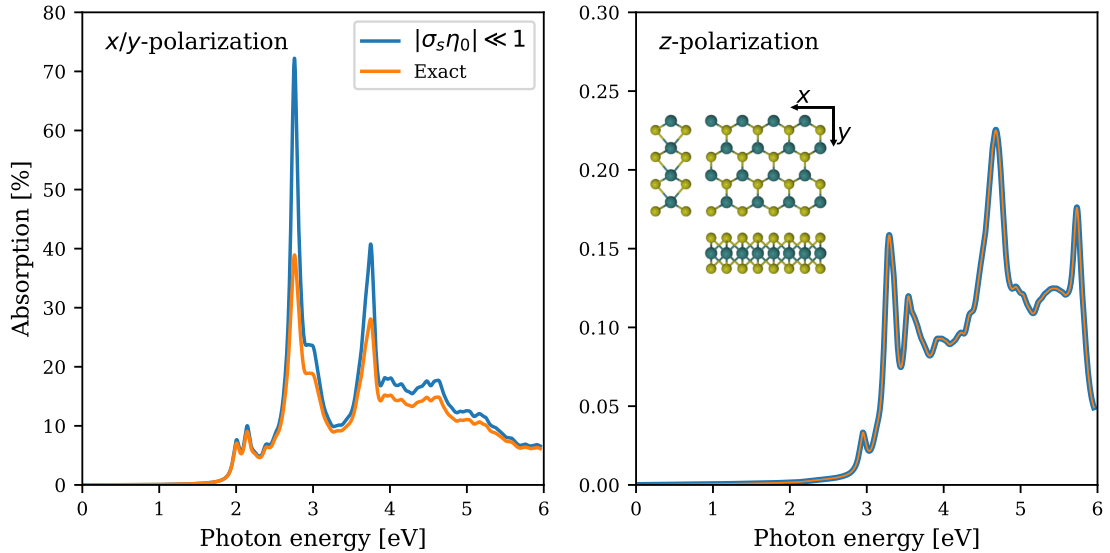 x/y-polarization
|σₛη₀| ≪ 1
Exact
80
70
60
50
40
30
20
10
0
Absorption [%]
0 1 2 3 4 5 6
Photon energy [eV]
z-polarization
x
y
0.30
0.25
0.20
0.15
0.10
0.05
0.00
0 1 2 3 4 5 6
Photon energy [eV]